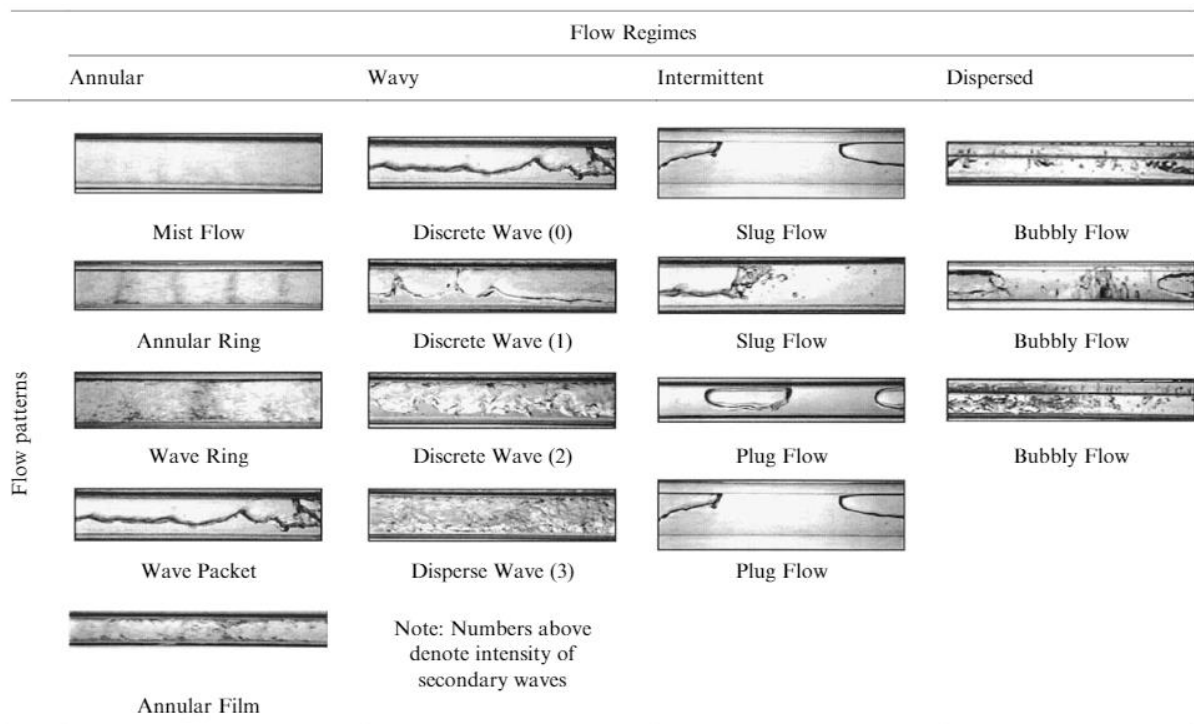 Flow Regimes
Annular Wavy Intermittent Dispersed
Flow patterns
Mist Flow Discrete Wave (0) Slug Flow Bubbly Flow
Annular Ring Discrete Wave (1) Slug Flow Bubbly Flow
Wave Ring Discrete Wave (2) Plug Flow Bubbly Flow
Wave Packet Disperse Wave (3) Plug Flow
Note: Numbers above
denote intensity of
secondary waves
Annular Film